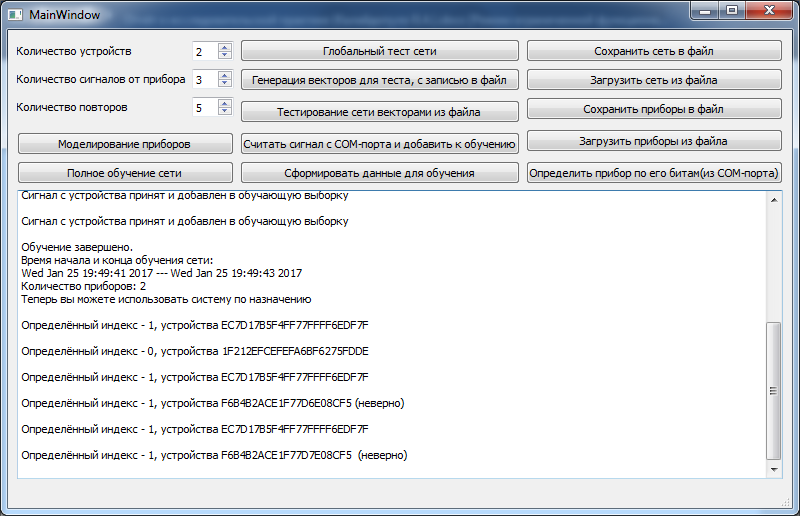 MainWindow
Количество устройств
2
Количество сигналов от прибора
3
Количество повторов
5
Моделирование приборов
Полное обучение сети
Глобальный тест сети
Генерация векторов для теста, с записью в файл
Тестирование сети векторами из файла
Считать сигнал с COM-порта и добавить к обучению
Сформировать данные для обучения
Сохранить сеть в файл
Загрузить сеть из файла
Сохранить приборы в файл
Загрузить приборы из файла
Определить прибор по его битам(из COM-порта)
Сигнал с устройства принят и добавлен в обучающую выборку
Сигнал с устройства принят и добавлен в обучающую выборку
Обучение завершено.
Время начала и конца обучения сети:
Wed Jan 25 19:49:41 2017 --- Wed Jan 25 19:49:43 2017
Количество приборов: 2
Теперь вы можете использовать систему по назначению
Определённый индекс - 1, устройства EC7D17B5F4FF77FFFF6EDF7F
Определённый индекс - 0, устройства 1F212EFCEFEFA6BF6275FDDE
Определённый индекс - 1, устройства EC7D17B5F4FF77FFFF6EDF7F
Определённый индекс - 1, устройства F6B4B2ACE1F77D6E08CF5 (неверно)
Определённый индекс - 1, устройства EC7D17B5F4FF77FFFF6EDF7F
Определённый индекс - 1, устройства F6B4B2ACE1F77D7E08CF5 (неверно)